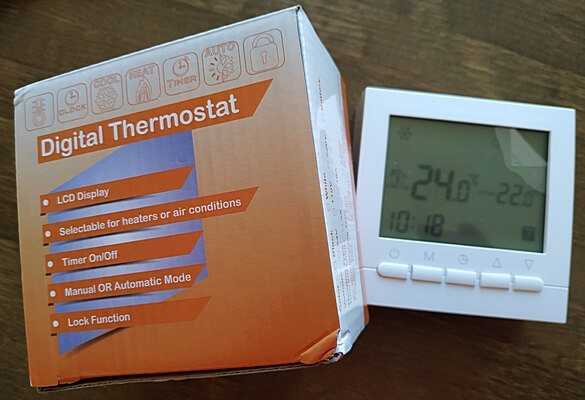 CLOCK
COOL
HEAT
TIMER
AUTO
Digital Thermostat
LCD Display
Selectable for heaters or air conditions
Timer On/Off
Manual OR Automatic Mode
Lock Function
24.0°C
22.0
10:18
M